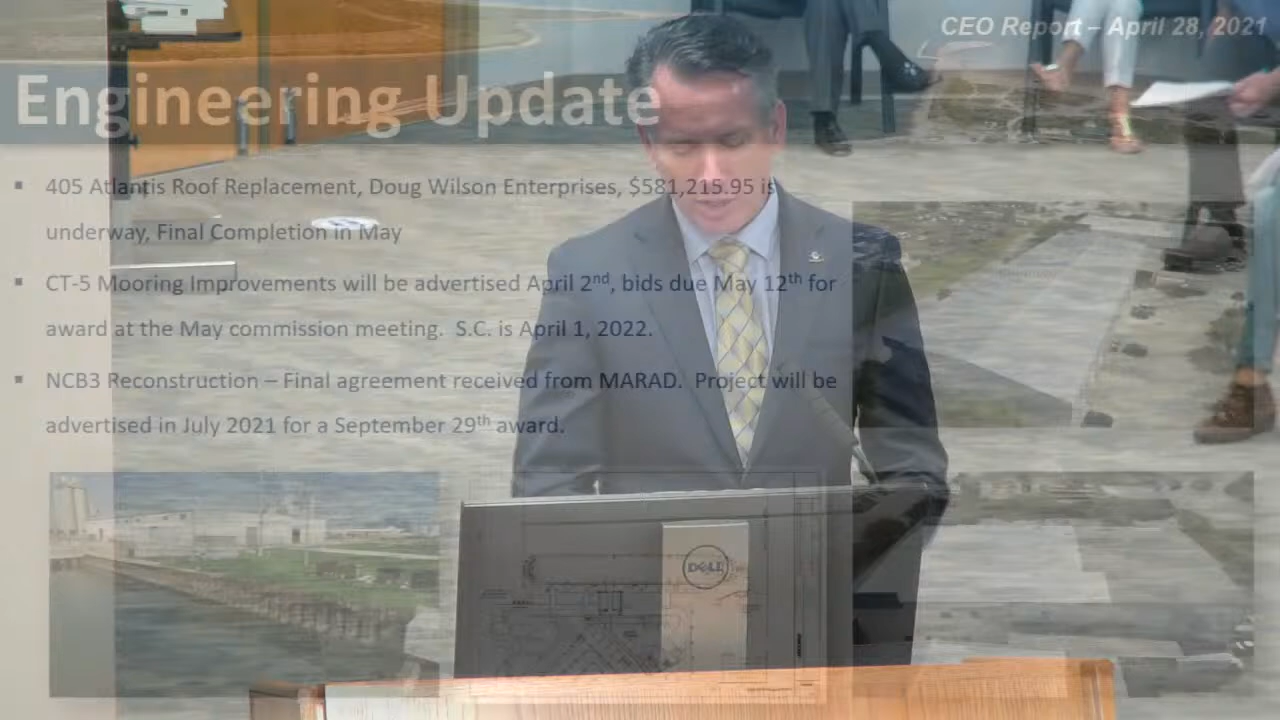 CEO Report – April 28, 2021
Engineering Update
▪ 405 Atlantis Roof Replacement, Doug Wilson Enterprises, $581,215.95 is
underway, Final Completion in May
▪ CT-5 Mooring Improvements will be advertised April 2nd, bids due May 12th for
award at the May commission meeting. S.C. is April 1, 2022.
▪ NCB3 Reconstruction – Final agreement received from MARAD. Project will be
advertised in July 2021 for a September 29th award.
DELL